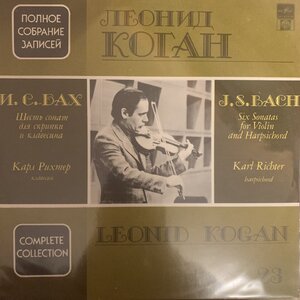 ПОЛНОЕ
СОБРАНИЕ
ЗАПИСЕЙ
ЛЕОНИД
КОГАН
И.С.БАХ
Шесть сонат
для скрипки
и клавесина
Карл Рихтер
клавесин
J.S.BACH
Six Sonatas
for Violin
and Harpsichord
Karl Richter
harpsichord
COMPLETE
COLLECTION
LEONID KOGAN
23